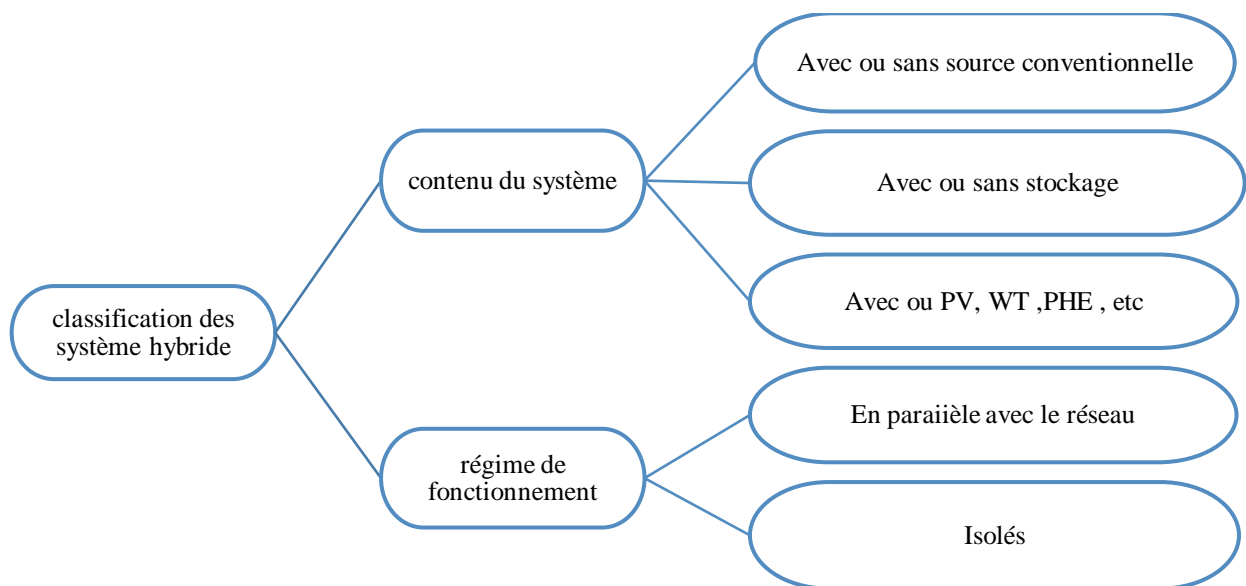 classification des
système hybride
contenu du système
régime de
fonctionnement
Avec ou sans source conventionnelle
Avec ou sans stockage
Avec ou PV, WT ,PHE , etc
En paraiièle avec le réseau
Isolés